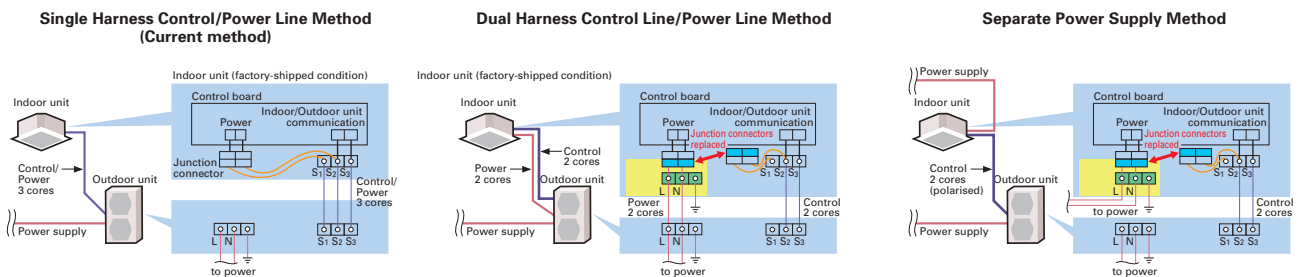 Single Harness Control/Power Line Method
(Current method)
Indoor unit (factory-shipped condition)
Indoor unit
Control board
Indoor/Outdoor unit
communication
Power
Junction
connector
S1 S2 S3
Control/
Power
3 cores
Outdoor unit
Control/
Power
3 cores
Power supply
L N
S1 S2 S3
to power
Dual Harness Control Line/Power Line Method
Indoor unit (factory-shipped condition)
Indoor unit
Control board
Indoor/Outdoor unit
communication
Power
Junction connectors
replaced
Control
2 cores
Power
2 cores
S1 S2 S3
Outdoor unit
L N
Power
2 cores
Control
2 cores
Power supply
L N
S1 S2 S3
to power
Separate Power Supply Method
Power supply
Indoor unit
Control board
Indoor/Outdoor unit
communication
Power
Junction connectors
replaced
S1 S2 S3
Control
2 cores
(polarised)
Outdoor unit
L N
to power
Control
2 cores
Power supply
L N
S1 S2 S3
to power